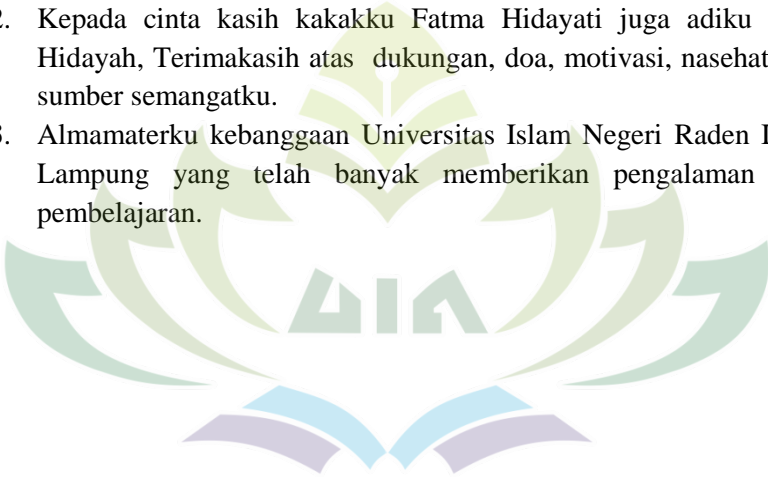 2. Kepada cinta kasih kakakku Fatma Hidayati juga adiku
Hidayah, Terimakasih atas dukungan, doa, motivasi, nasehat
sumber semangatku.
3. Almamaterku kebanggaan Universitas Islam Negeri Raden
Lampung yang telah banyak memberikan pengalaman
pembelajaran.
UIN